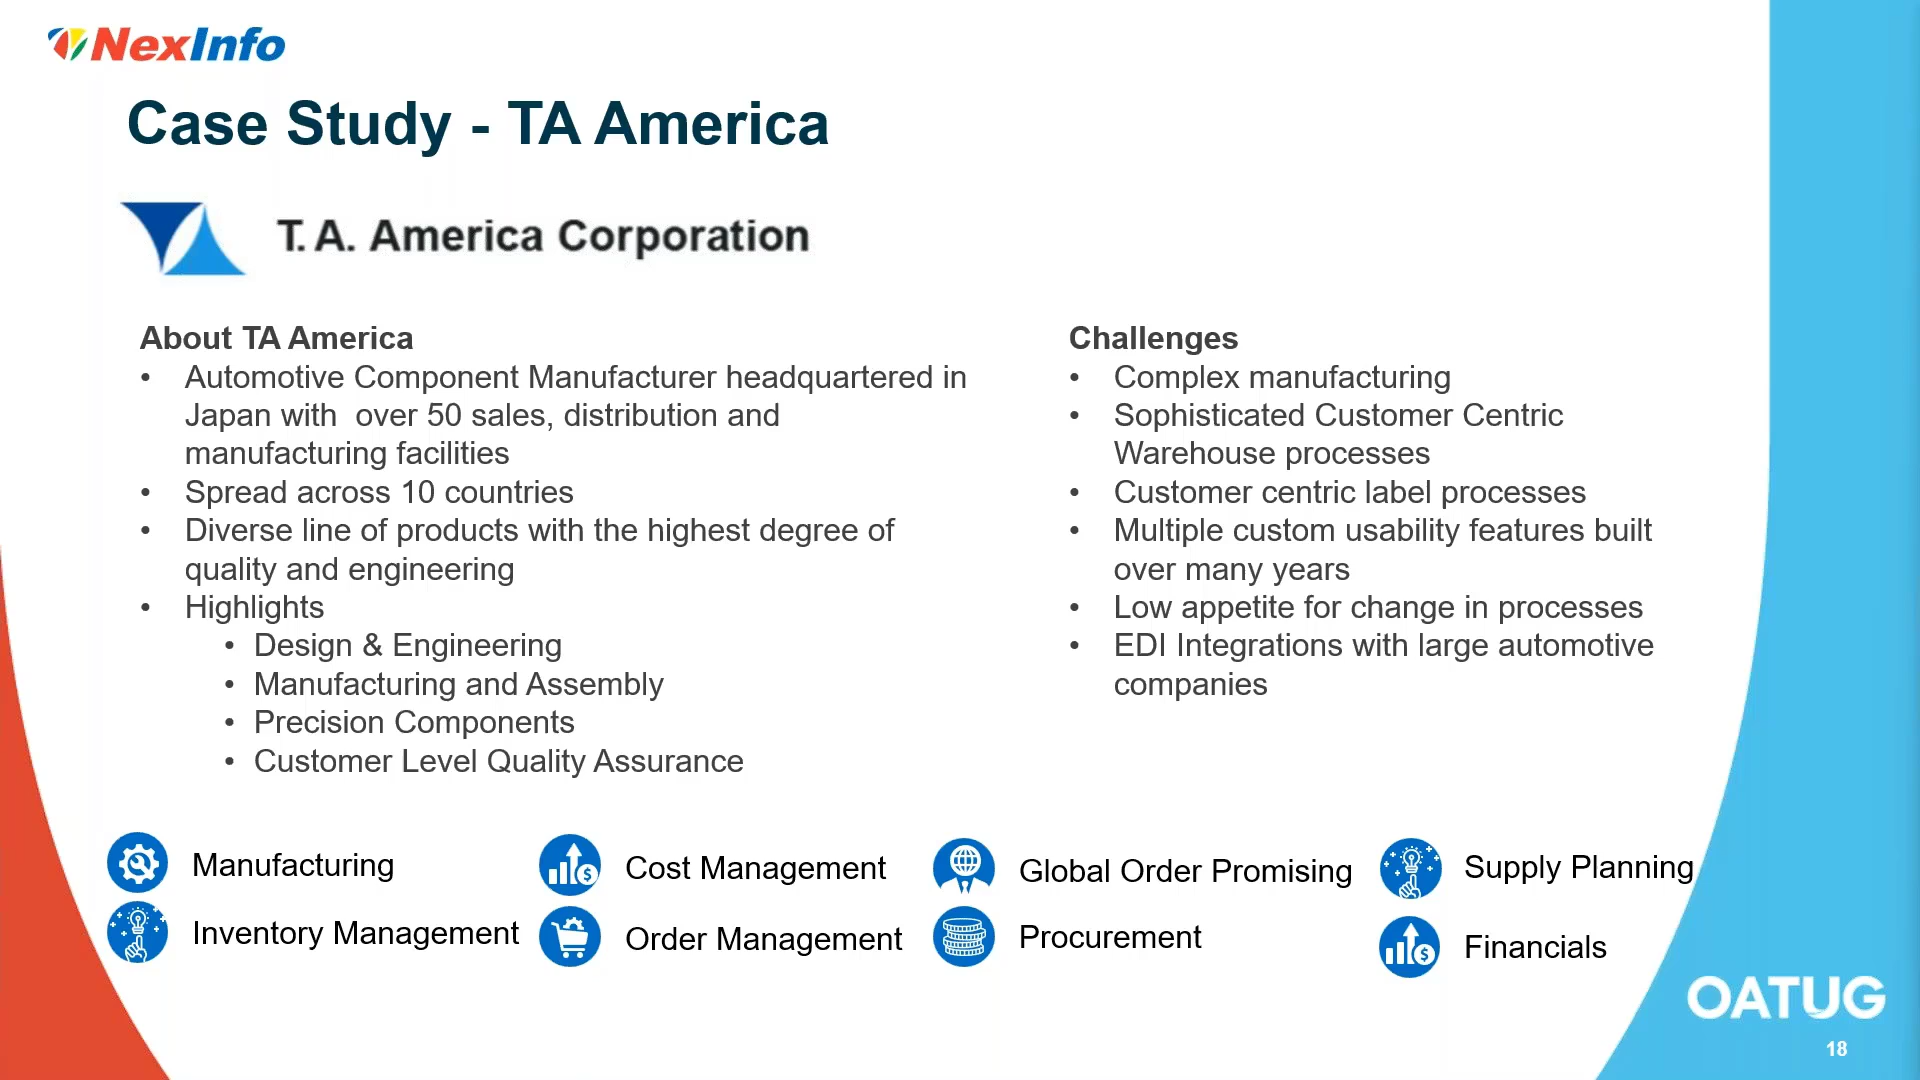 NexInfo
Case Study - TA America
T. A. America Corporation
About TA America
• Automotive Component Manufacturer headquartered in
Japan with  over 50 sales, distribution and
manufacturing facilities
• Spread across 10 countries
• Diverse line of products with the highest degree of
quality and engineering
• Highlights
• Design & Engineering
• Manufacturing and Assembly
• Precision Components
• Customer Level Quality Assurance
Challenges
• Complex manufacturing
• Sophisticated Customer Centric
Warehouse processes
• Customer centric label processes
• Multiple custom usability features built
over many years
• Low appetite for change in processes
• EDI Integrations with large automotive
companies
Manufacturing
Cost Management
Global Order Promising
Supply Planning
Inventory Management
Order Management
Procurement
Financials
OATUG
18